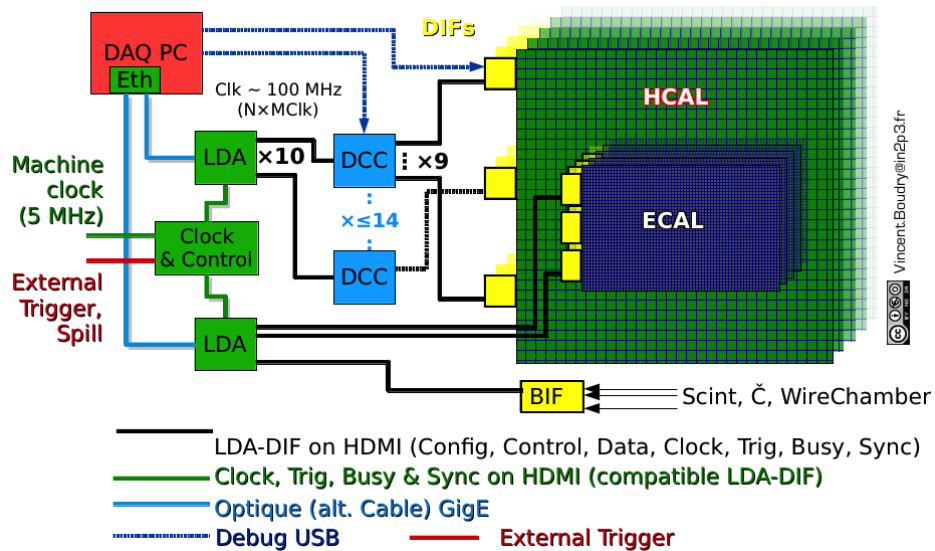 DAQ PC
Eth
DIFs
Clk ~ 100 MHz
(N×MClk)
HCAL
LDA
×10
DCC
⋮ ×9
Machine
clock
(5 MHz)
×≤14
ECAL
Clock
& Control
DCC
External
Trigger,
Spill
LDA
BIF
Scint, Č, WireChamber
Vincent.Boudry@in2p3.fr
LDA-DIF on HDMI (Config, Control, Data, Clock, Trig, Busy, Sync)
Clock, Trig, Busy & Sync on HDMI (compatible LDA-DIF)
Optique (alt. Cable) GigE
Debug USB
External Trigger